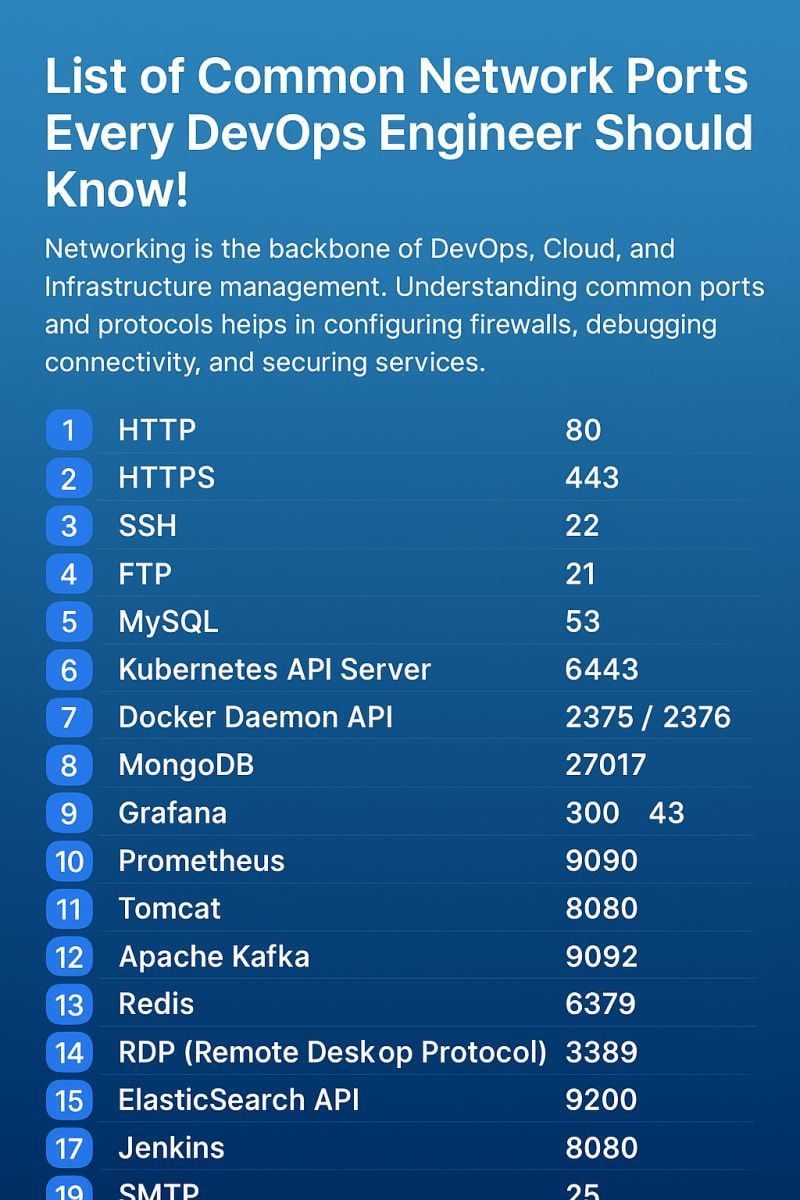 List of Common Network Ports
Every DevOps Engineer Should
Know!
Networking is the backbone of DevOps, Cloud, and
Infrastructure management. Understanding common ports
and protocols heips in configuring firewalls, debugging
connectivity, and securing services.
1 HTTP 80
2 HTTPS 443
3 SSH 22
4 FTP 21
5 MySQL 53
6 Kubernetes API Server 6443
7 Docker Daemon API 2375 / 2376
8 MongoDB 27017
9 Grafana 300 43
10 Prometheus 9090
11 Tomcat 8080
12 Apache Kafka 9092
13 Redis 6379
14 RDP (Remote Deskop Protocol) 3389
15 ElasticSearch API 9200
17 Jenkins 8080
19 SMTP 25